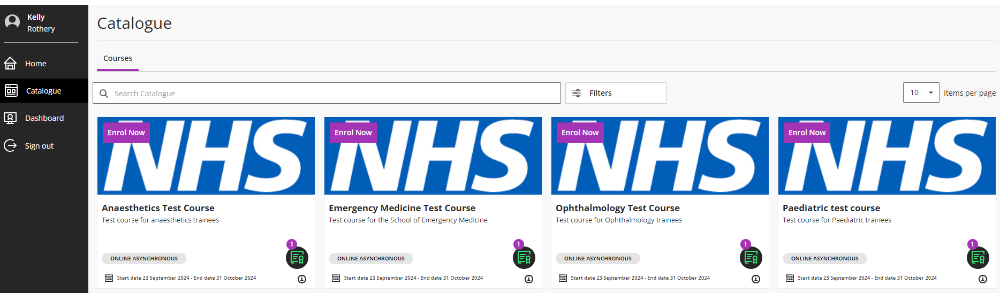 Kelly
Rothery
Home
Catalogue
Dashboard
Sign out
Catalogue
Courses
Search Catalogue
Filters
10
Items per page
Enrol Now
NHS
Anaesthetics Test Course
Test course for anaesthetics trainees
1
ONLINE ASYNCHRONOUS
Start date 23 September 2024 - End date 31 October 2024
Enrol Now
NHS
Emergency Medicine Test Course
Test course for the School of Emergency Medicine
1
ONLINE ASYNCHRONOUS
Start date 23 September 2024 - End date 31 October 2024
Enrol Now
NHS
Ophthalmology Test Course
Test course for Ophthalmology trainees
1
ONLINE ASYNCHRONOUS
Start date 23 September 2024 - End date 31 October 2024
Enrol Now
NHS
Paediatric test course
Test course for Paediatric trainees
1
ONLINE ASYNCHRONOUS
Start date 23 September 2024 - End date 31 October 2024